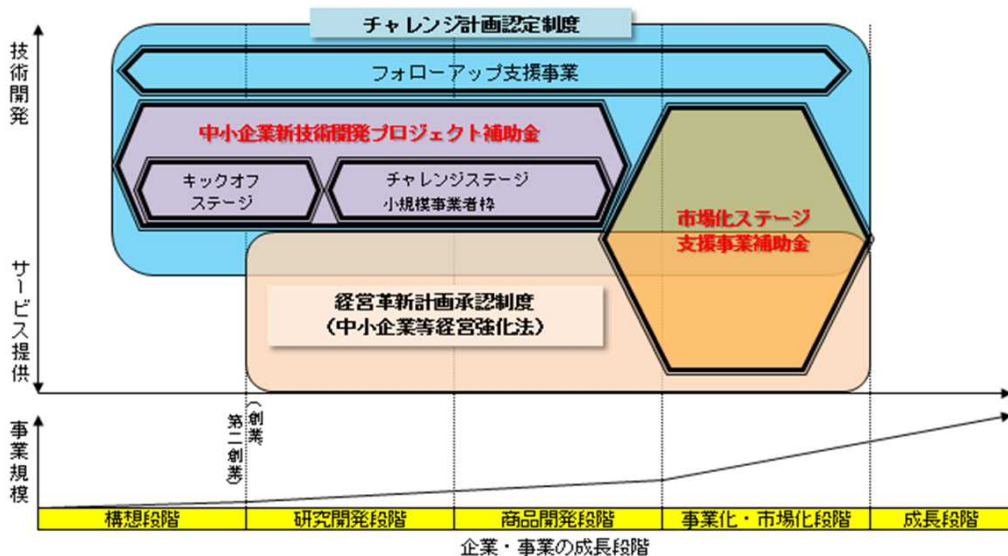 チャレンジ計画認定制度
技術開発
フォローアップ支援事業
中小企業新技術開発プロジェクト補助金
キックオフ
ステージ
チャレンジステージ
小規模事業者枠
市場化ステージ
支援事業補助金
サービス提供
経営革新計画承認制度
（中小企業等経営強化法）
事業規模
（創業、
第二創業）
構想段階
研究開発段階
商品開発段階
事業化・市場化段階
成長段階
企業・事業の成長段階